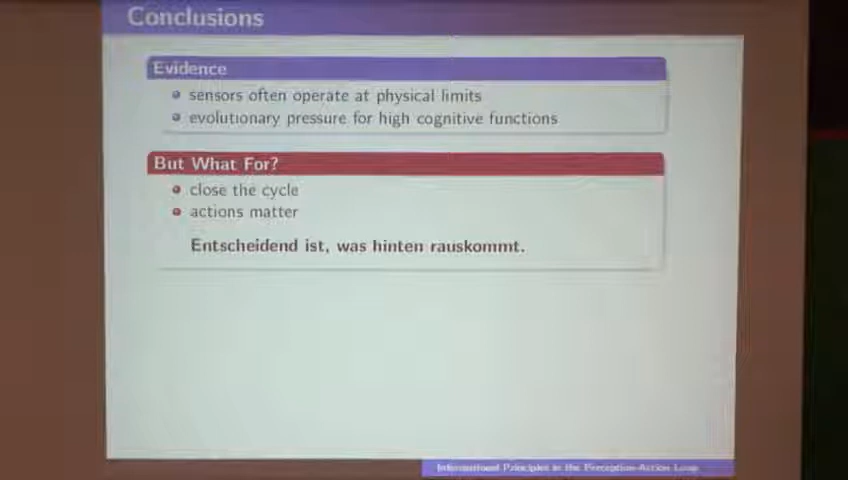 Conclusions
Evidence
sensors often operate at physical limits
evolutionary pressure for high cognitive functions
But What For?
close the cycle
actions matter
Entscheidend ist, was hinten rauskommt.
Informational Principles in the Perception-Action Loop